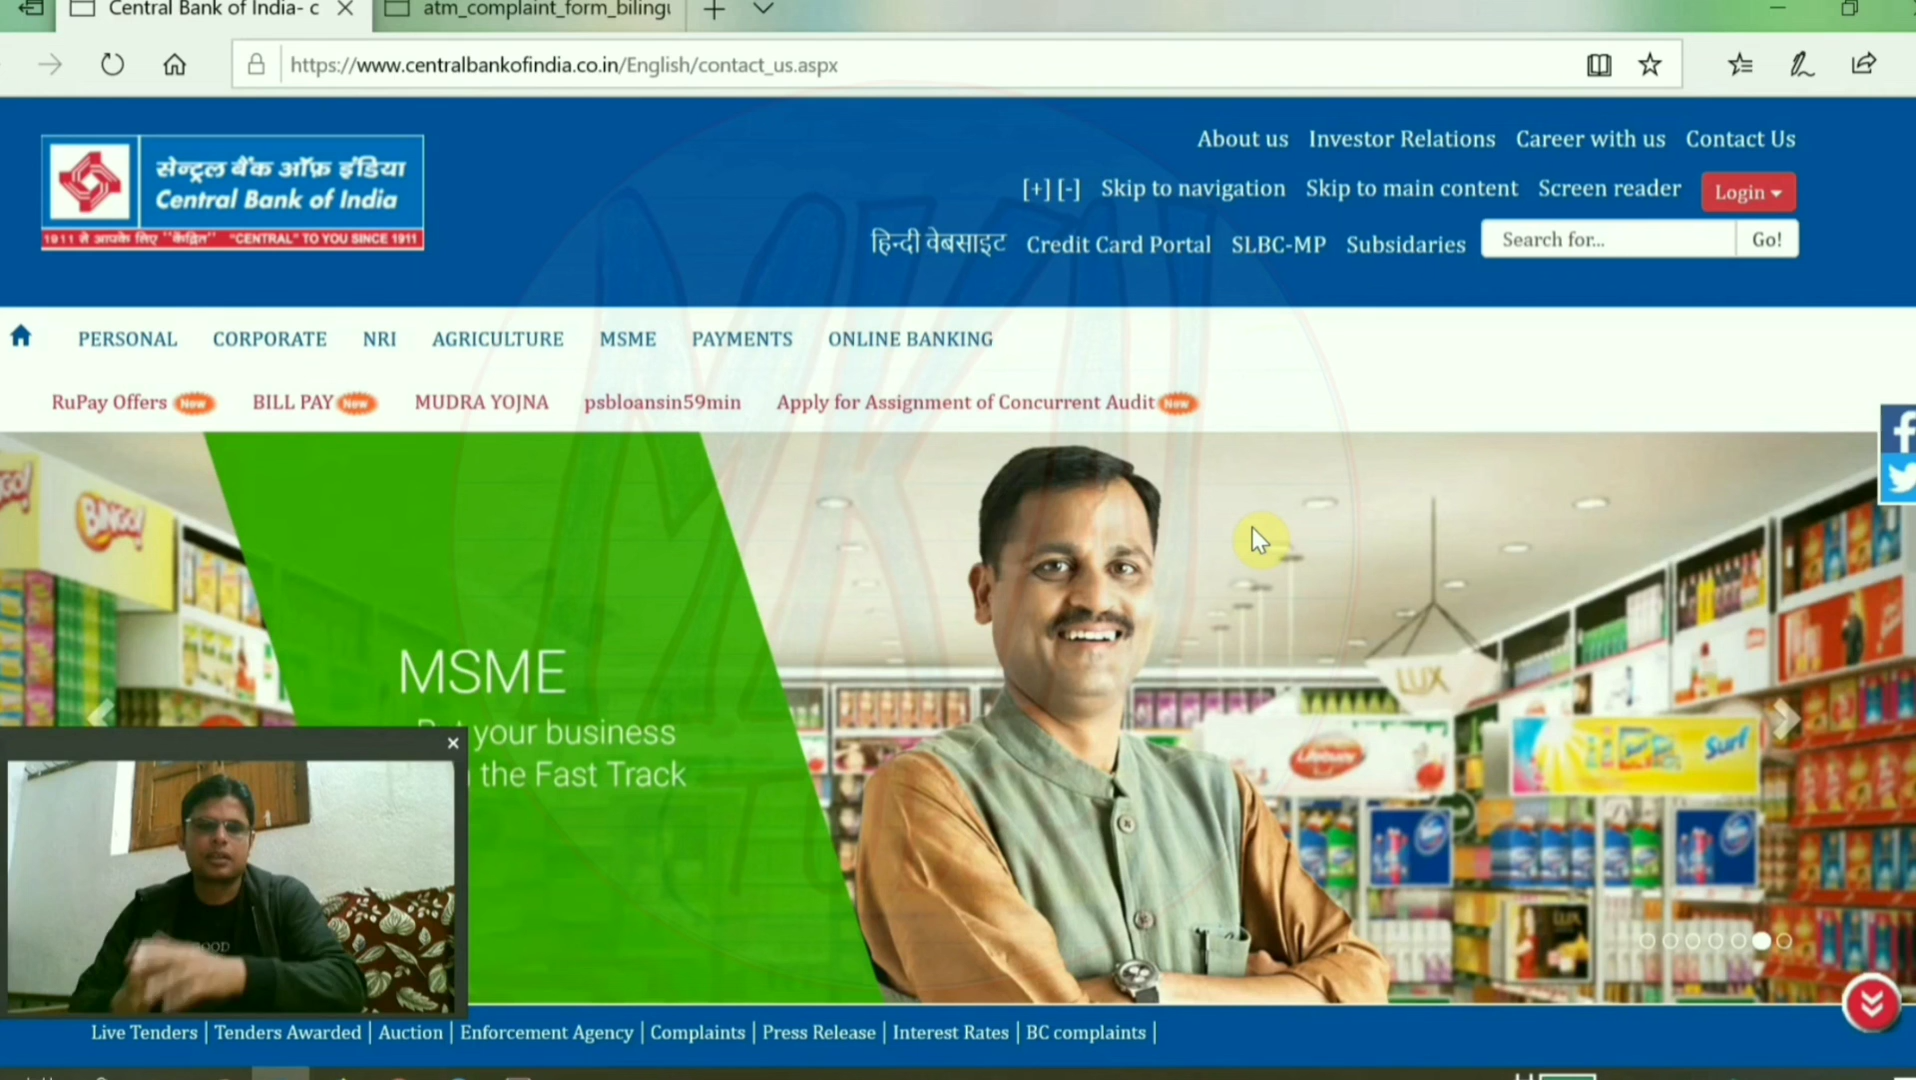 Central Bank of India- c
atm_complaint_form_biling
https://www.centralbankofindia.co.in/English/contact_us.aspx
About us Investor Relations Career with us Contact Us
सेन्ट्रल बैंक ऑफ़ इंडिया
Central Bank of India
1911 से आपके लिए "केंद्रित" "CENTRAL" TO YOU SINCE 1911
[+] [-] Skip to navigation Skip to main content Screen reader Login
हिन्दी वेबसाइट Credit Card Portal SLBC-MP Subsidaries Search for... Go!
PERSONAL CORPORATE NRI AGRICULTURE MSME PAYMENTS ONLINE BANKING
RuPay Offers New BILL PAY New MUDRA YOJNA psbloansin59min Apply for Assignment of Concurrent Audit New
BINGO!
MSME
your business
the Fast Track
LUX
Surf
MKN
Live Tenders | Tenders Awarded | Auction | Enforcement Agency | Complaints | Press Release | Interest Rates | BC complaints |